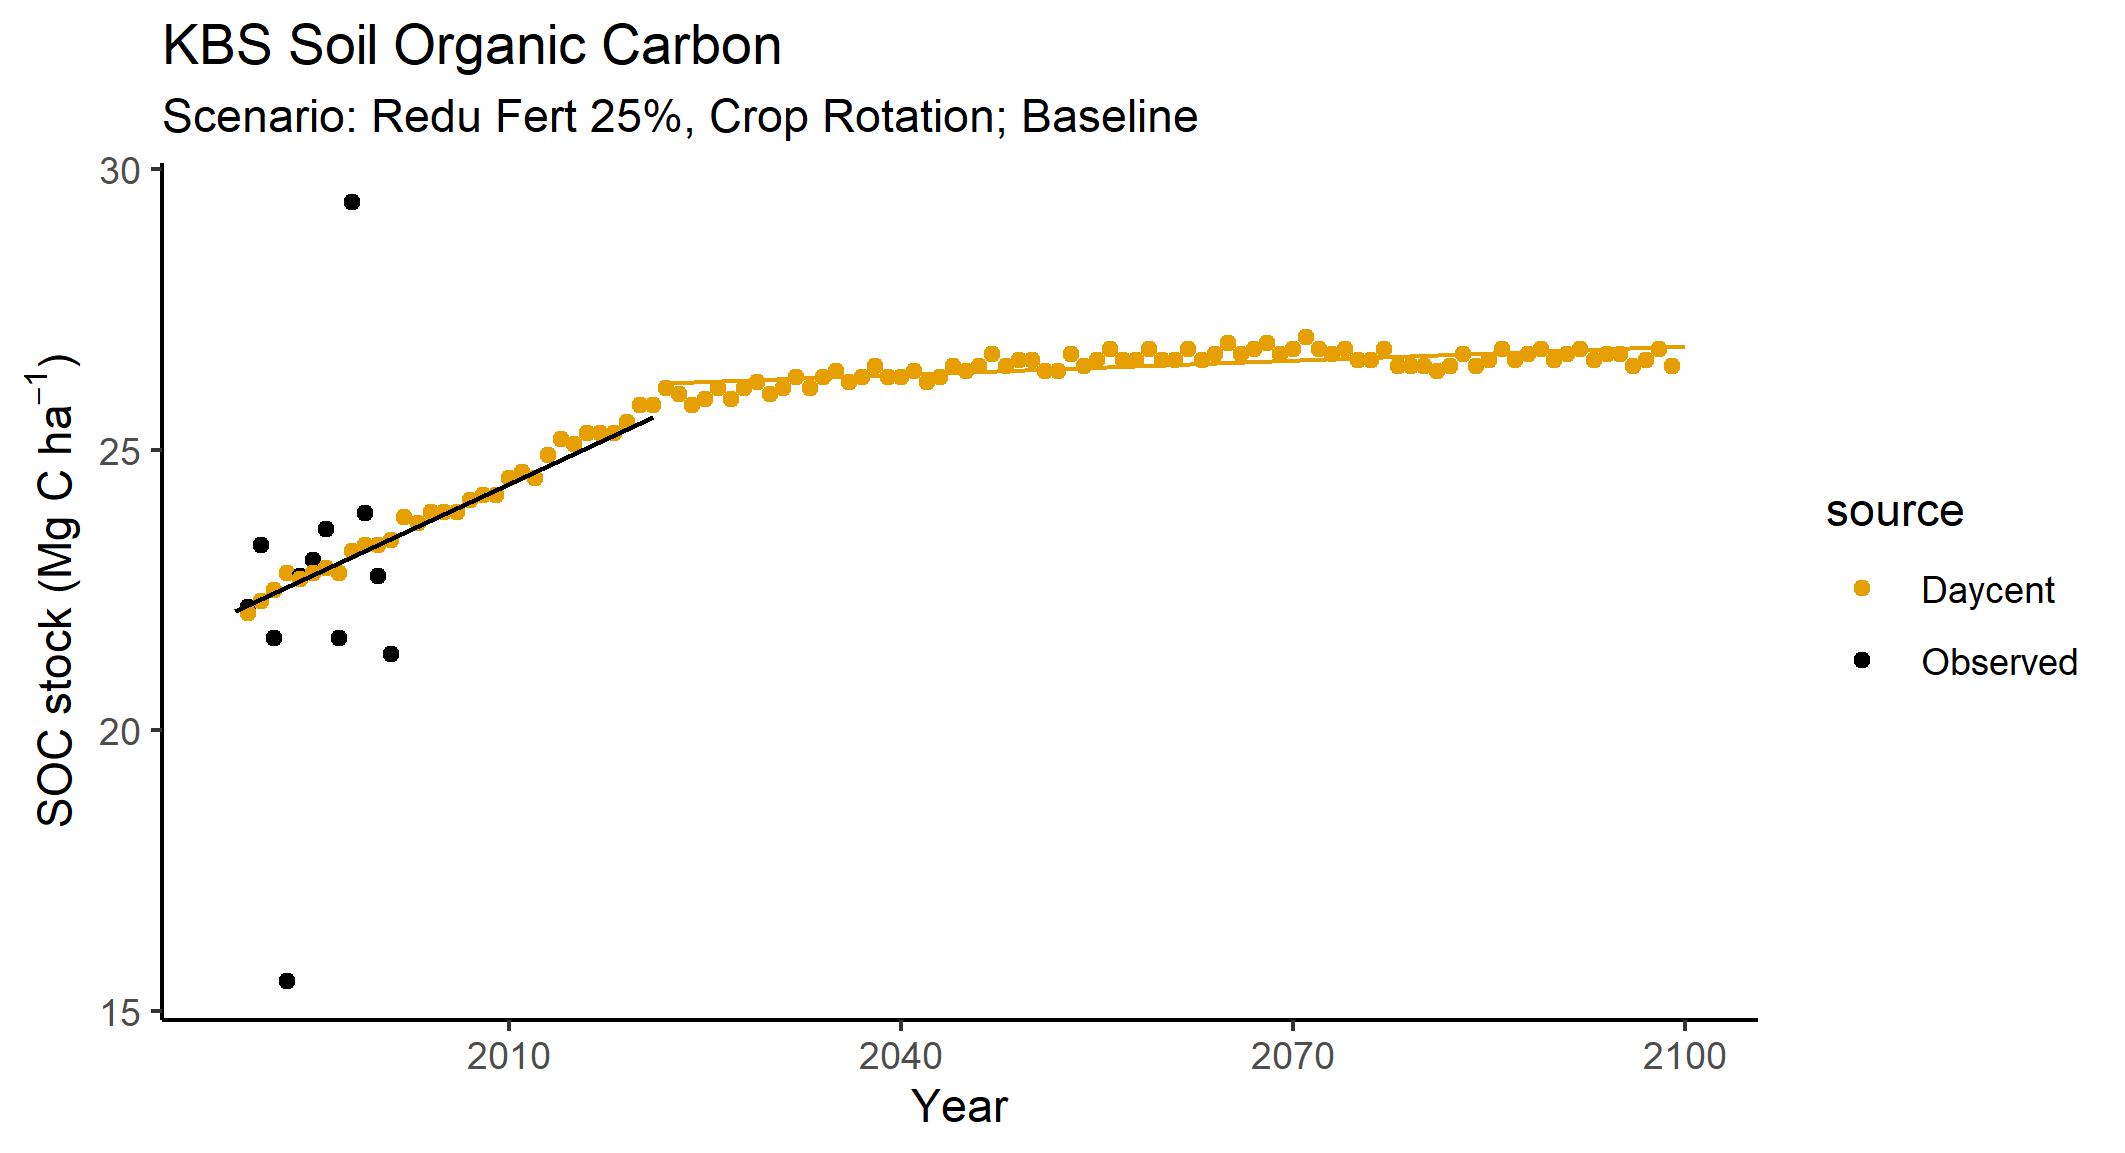 KBS Soil Organic Carbon
Scenario: Redu Fert 25%, Crop Rotation; Baseline
SOC stock (Mg C ha⁻¹)
30
25
20
15
2010
2040
2070
2100
Year
source
Daycent
Observed